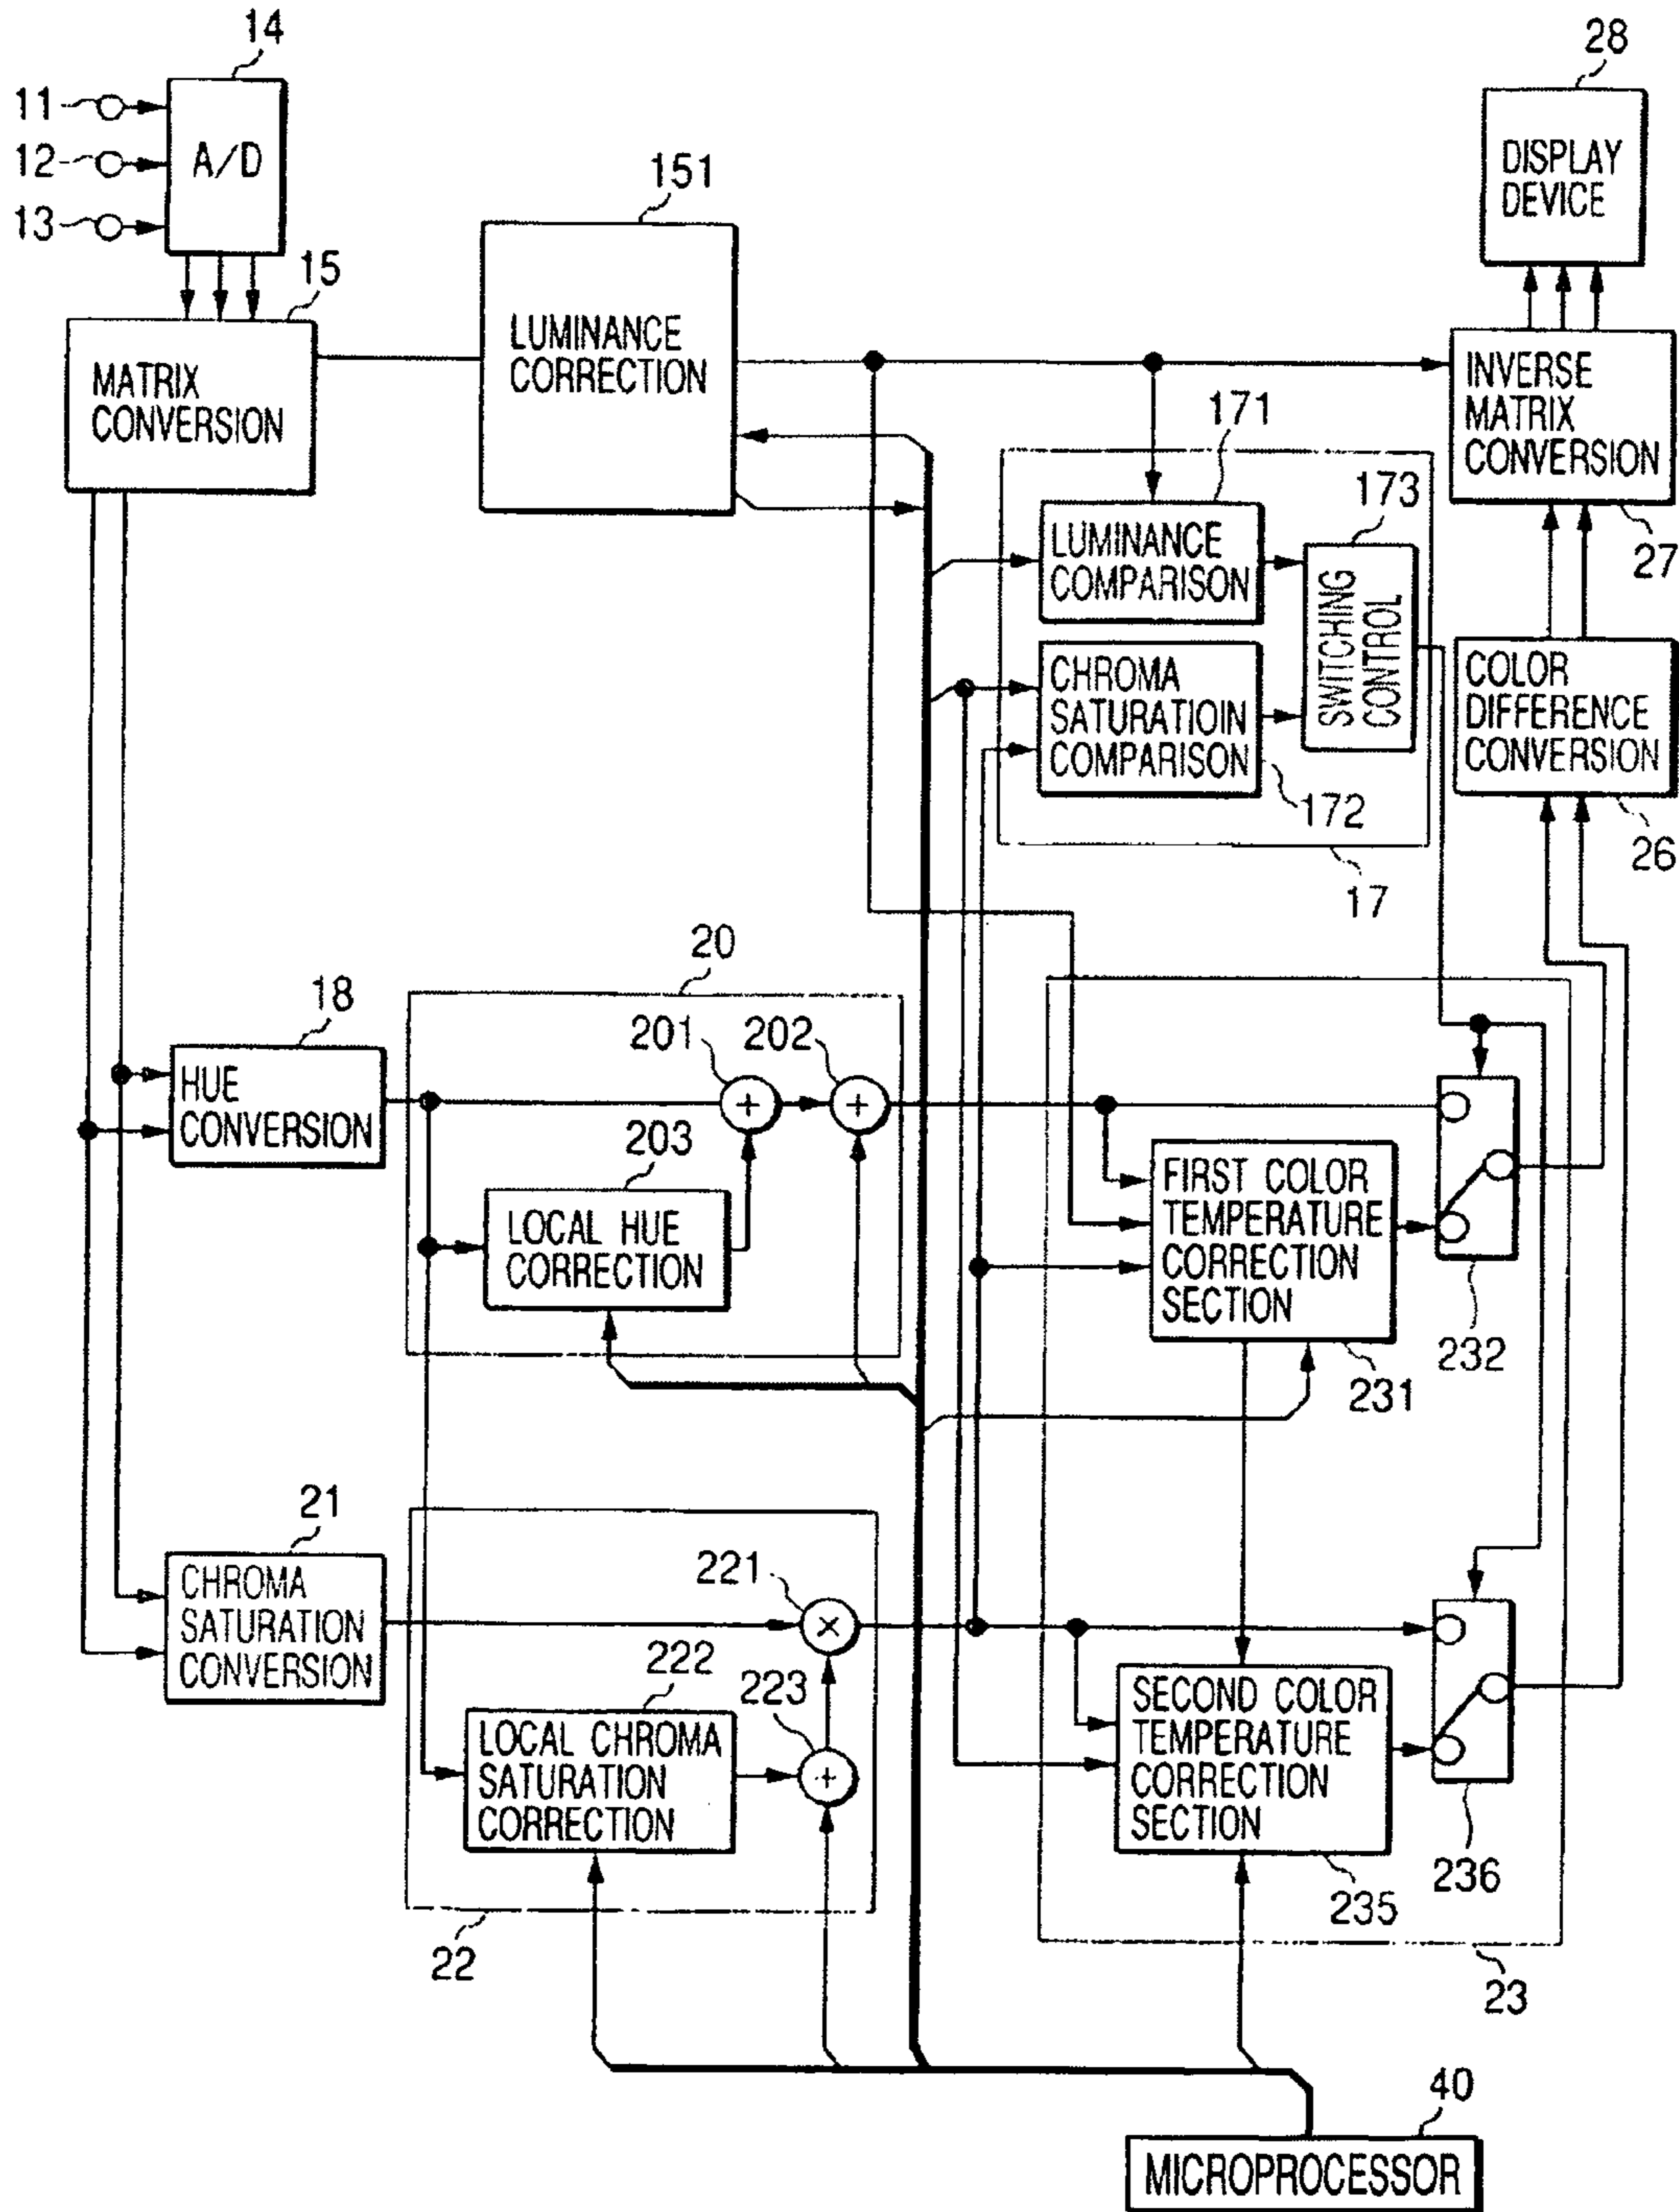 14
28
11
12
13
A/D
DISPLAY
DEVICE
151
15
LUMINANCE
CORRECTION
MATRIX
CONVERSION
INVERSE
MATRIX
CONVERSION
27
171
173
LUMINANCE
COMPARISON
SWITCHING
CONTROL
CHROMA
SATURATIOIN
COMPARISON
172
17
COLOR
DIFFERENCE
CONVERSION
26
20
18
201
202
HUE
CONVERSION
203
LOCAL HUE
CORRECTION
FIRST COLOR
TEMPERATURE
CORRECTION
SECTION
232
231
21
CHROMA
SATURATION
CONVERSION
221
222
223
LOCAL CHROMA
SATURATION
CORRECTION
22
SECOND COLOR
TEMPERATURE
CORRECTION
SECTION
236
235
23
40
MICROPROCESSOR